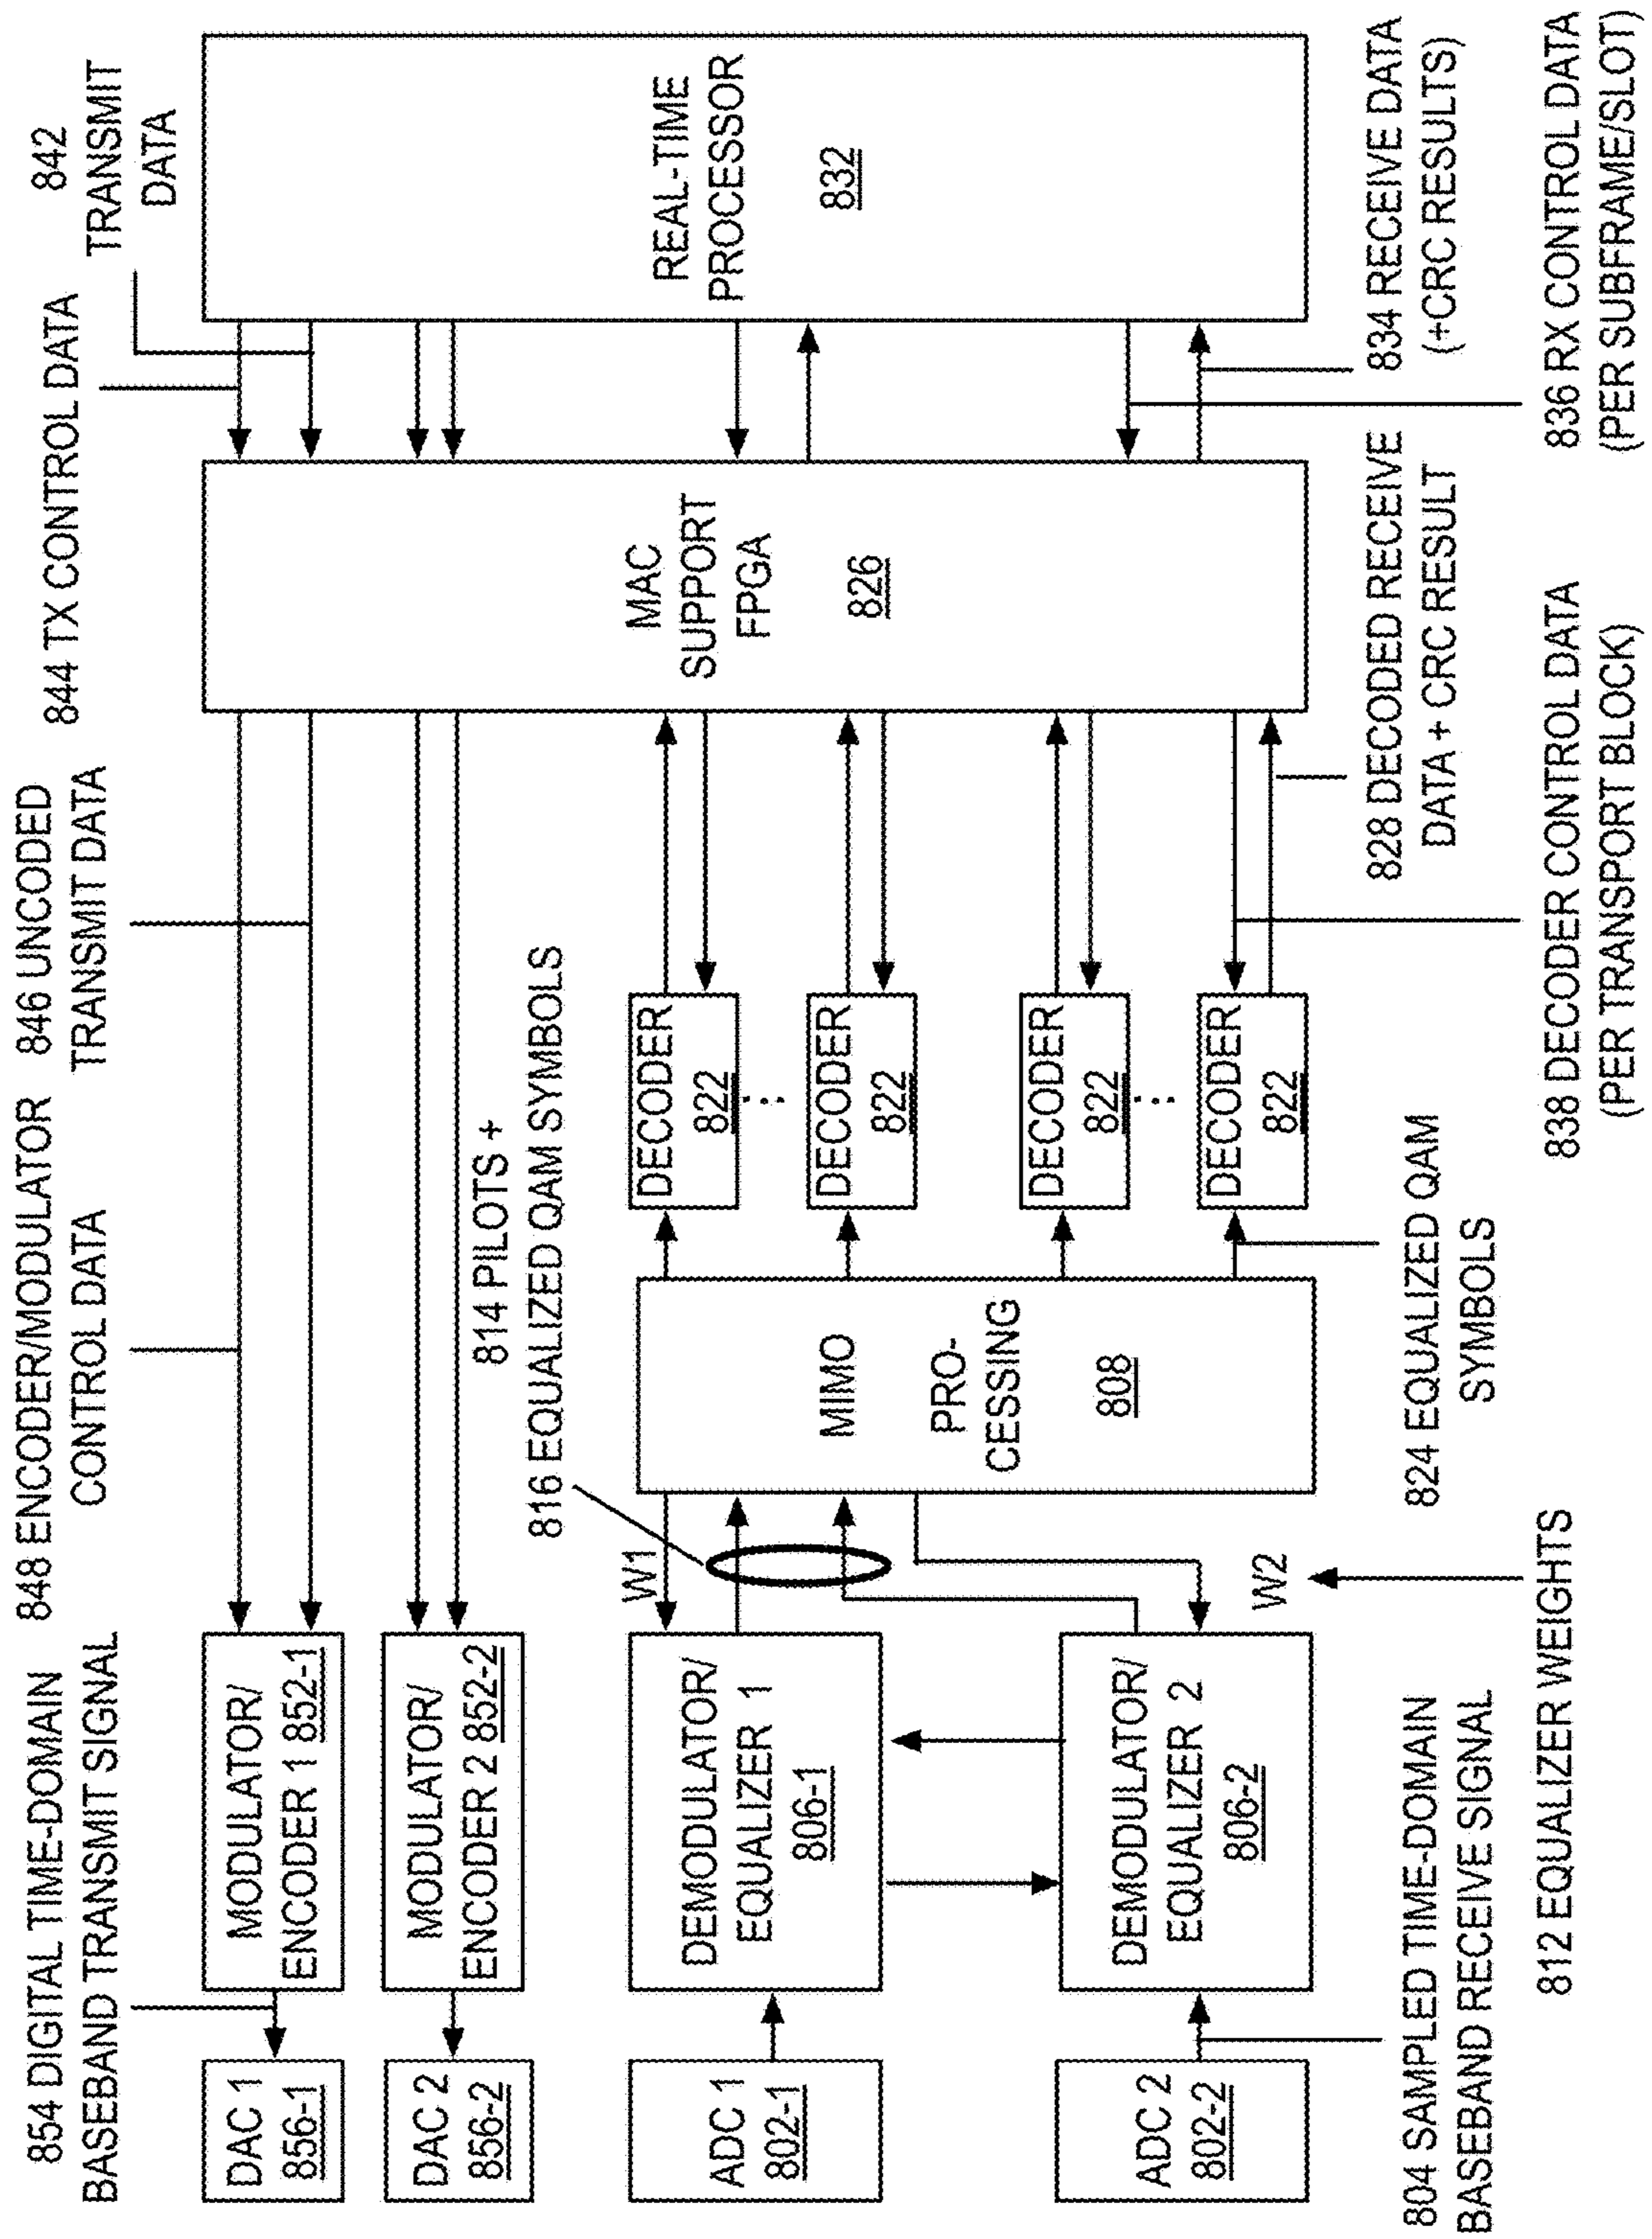 854 DIGITAL TIME-DOMAIN
BASEBAND TRANSMIT SIGNAL
848 ENCODER/MODULATOR
CONTROL DATA
846 UNCODED
TRANSMIT DATA
844 TX CONTROL DATA
842
TRANSMIT
DATA
DAC 1
856-1
MODULATOR/
ENCODER 1 852-1
DAC 2
856-2
MODULATOR/
ENCODER 2 852-2
814 PILOTS +
816 EQUALIZED QAM SYMBOLS
ADC 1
802-1
DEMODULATOR/
EQUALIZER 1
806-1
W1
ADC 2
802-2
DEMODULATOR/
EQUALIZER 2
806-2
W2
MIMO
PRO-
CESSING
808
DECODER
822
DECODER
822
DECODER
822
DECODER
822
MAC
SUPPORT
FPGA
826
REAL-TIME
PROCESSOR
832
804 SAMPLED TIME-DOMAIN
BASEBAND RECEIVE SIGNAL
812 EQUALIZER WEIGHTS
824 EQUALIZED QAM
SYMBOLS
828 DECODED RECEIVE
DATA + CRC RESULT
838 DECODER CONTROL DATA
(PER TRANSPORT BLOCK)
834 RECEIVE DATA
(+CRC RESULTS)
836 RX CONTROL DATA
(PER SUBFRAME/SLOT)